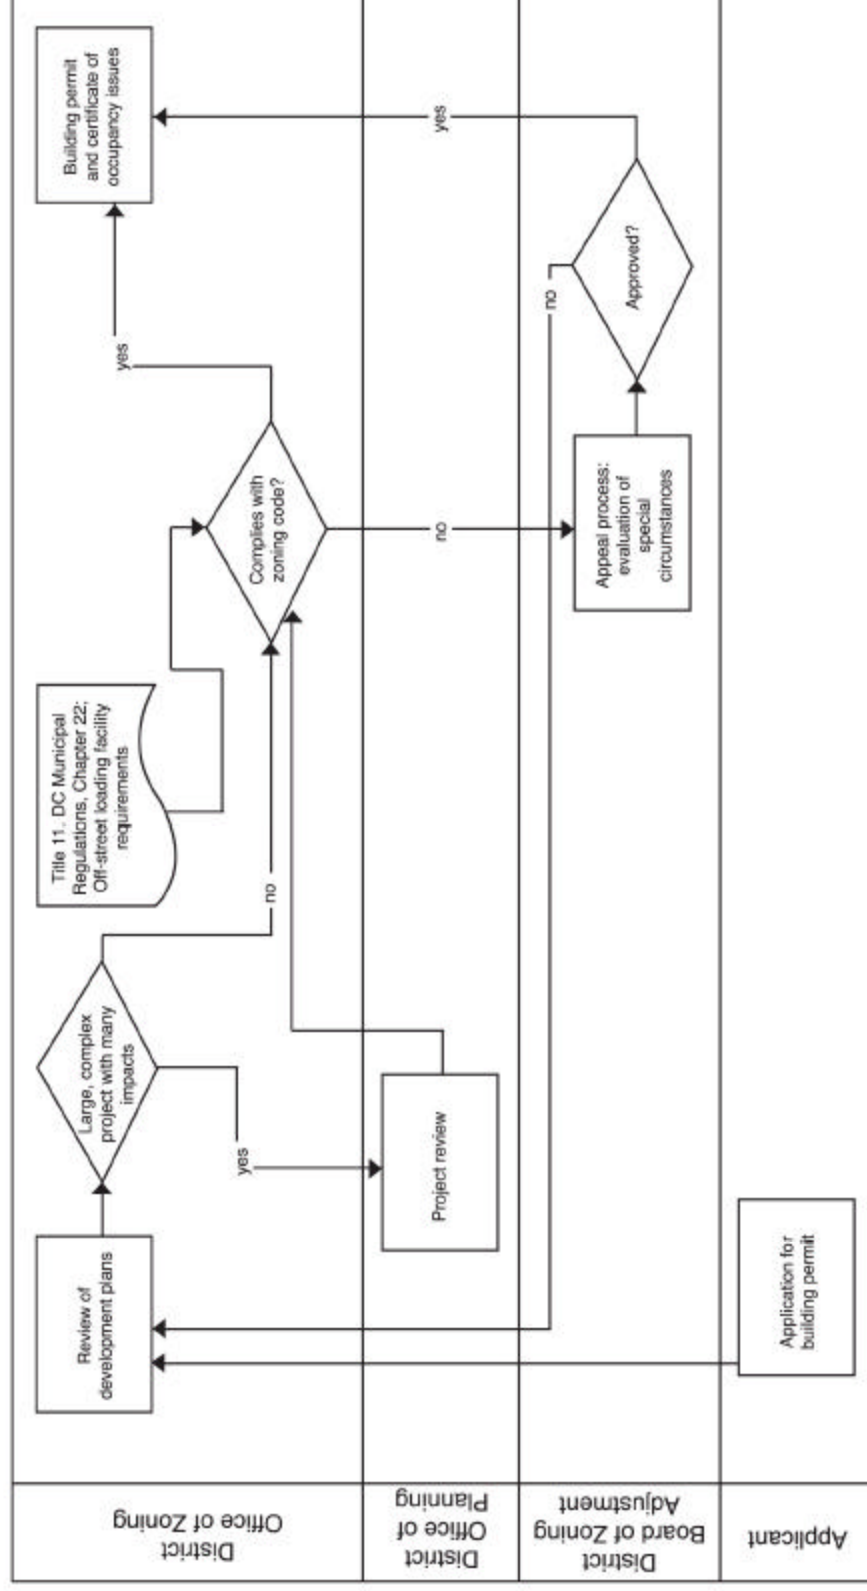 District
Office of Zoning
Review of
development plans
Large, complex
project with many
impacts
yes
no
Title 11. DC Municipal
Regulations, Chapter 22;
Off-street loading facility
requirements
Complies with
zoning code?
yes
Building permit
and certificate of
occupancy issues
District
Office of
Planning
Project review
no
yes
District
Board of Zoning
Adjustment
Appeal process:
evaluation of
special
circumstances
no
Approved?
Applicant
Application for
building permit